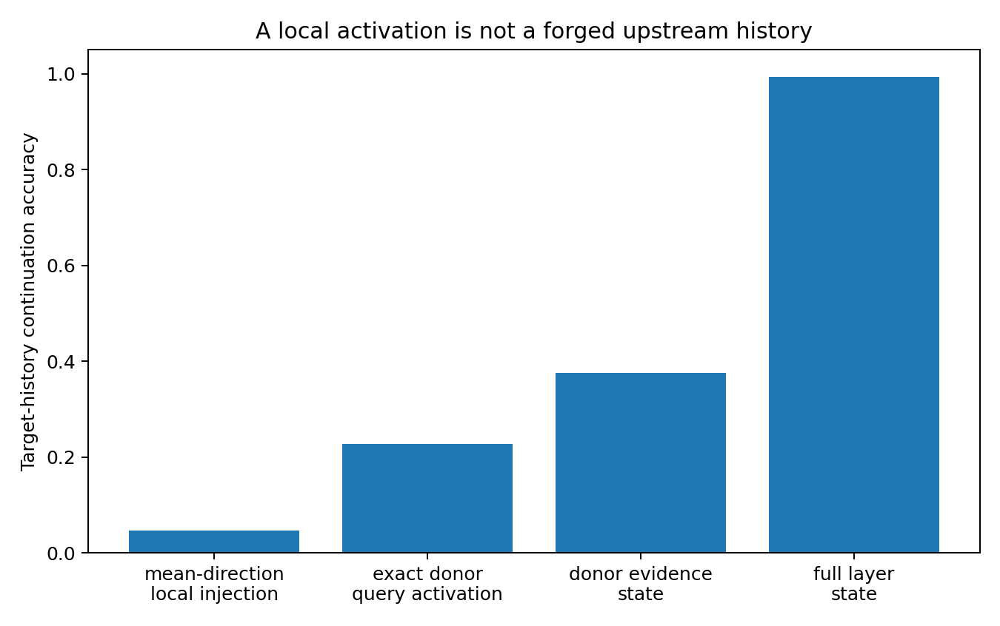 A local activation is not a forged upstream history
Target-history continuation accuracy
1.0
0.8
0.6
0.4
0.2
0.0
mean-direction
local injection
exact donor
query activation
donor evidence
state
full layer
state